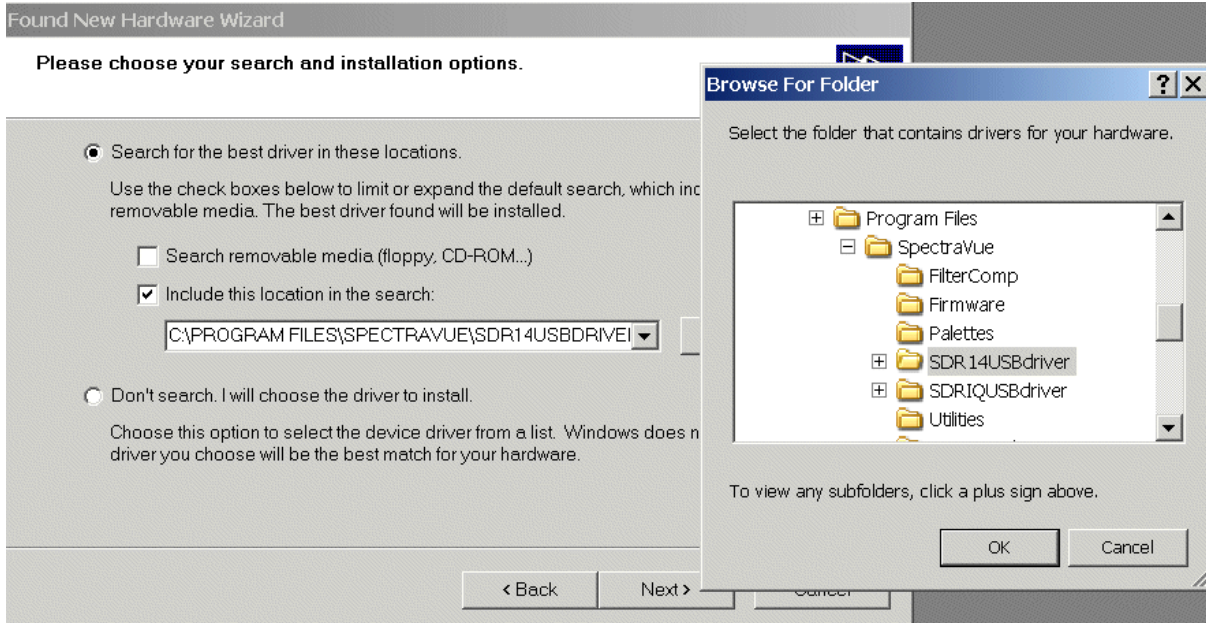 Found New Hardware Wizard
Please choose your search and installation options.
Search for the best driver in these locations.
Use the check boxes below to limit or expand the default search, which inc
removable media. The best driver found will be installed.
Search removable media (floppy, CD-ROM...)
Include this location in the search:
C:\PROGRAM FILES\SPECTRAVUE\SDR14USBDRIVE
Don't search. I will choose the driver to install.
Choose this option to select the device driver from a list. Windows does n
driver you choose will be the best match for your hardware.
< Back
Next >
Cancel
Browse For Folder
Select the folder that contains drivers for your hardware.
Program Files
SpectraVue
FilterComp
Firmware
Palettes
SDR14USBdriver
SDRIQUSBdriver
Utilities
To view any subfolders, click a plus sign above.
OK
Cancel